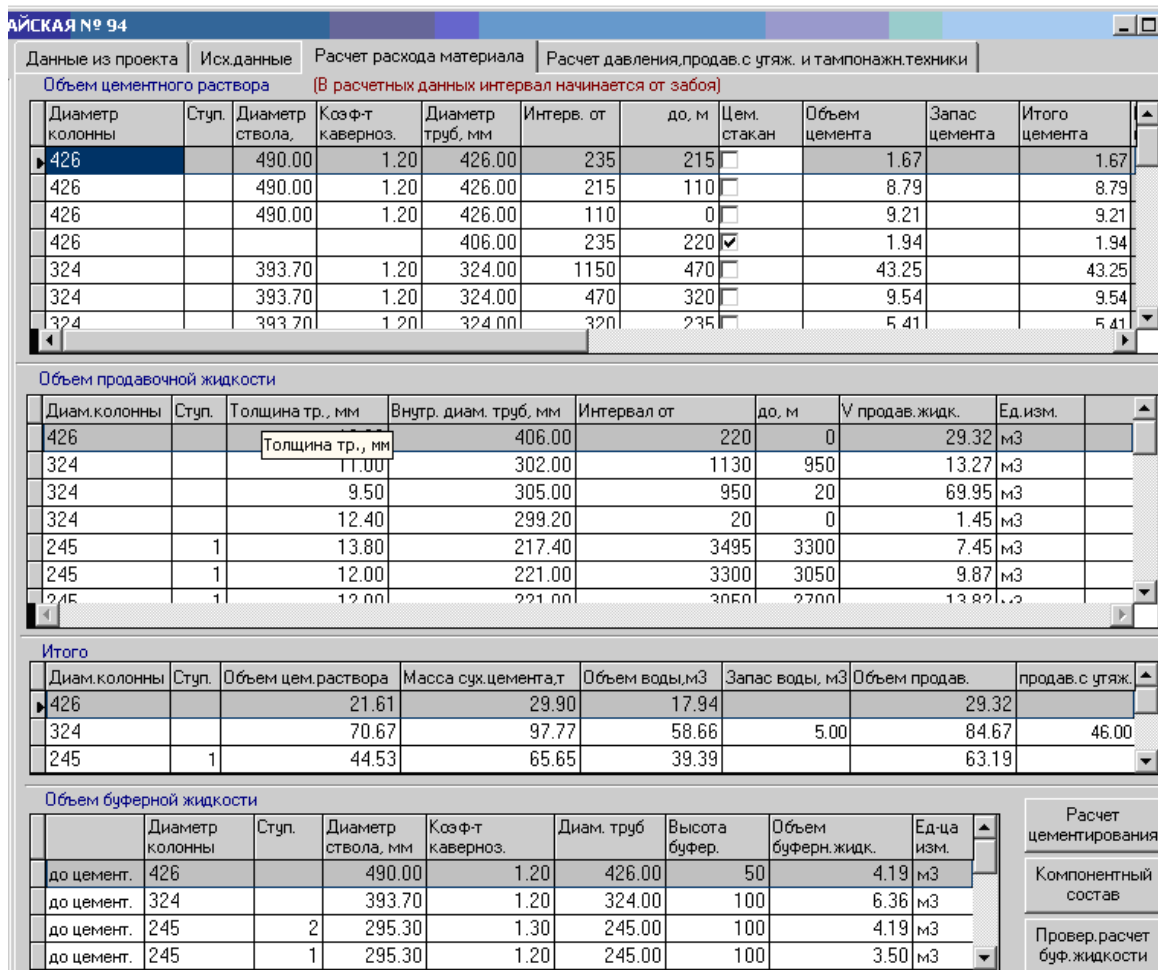 АЙСКАЯ № 94
Данные из проекта Исх.данные Расчет расхода материала Расчет давления,продав.с утяж. и тампонажн.техники
Объем цементного раствора (В расчетных данных интервал начинается от забоя)
Диаметр колонны Ступ. Диаметр ствола, Коэф-т каверноз. Диаметр труб, мм Интерв. от до, м Цем. стакан Объем цемента Запас цемента Итого цемента
426 490.00 1.20 426.00 235 215 1.67 1.67
426 490.00 1.20 426.00 215 110 8.79 8.79
426 490.00 1.20 426.00 110 0 9.21 9.21
426 406.00 235 220 1.94 1.94
324 393.70 1.20 324.00 1150 470 43.25 43.25
324 393.70 1.20 324.00 470 320 9.54 9.54
324 393.70 1.20 324.00 320 235 5.41 5.41
Объем продавочной жидкости
Диам.колонны Ступ. Толщина тр., мм Внутр. диам. труб, мм Интервал от до, м V продав.жидк. Ед.изм.
426 406.00 220 0 29.32 м3
Толщина тр., мм
324 11.00 302.00 1130 950 13.27 м3
324 9.50 305.00 950 20 69.95 м3
324 12.40 299.20 20 0 1.45 м3
245 1 13.80 217.40 3495 3300 7.45 м3
245 1 12.00 221.00 3300 3050 9.87 м3
245 1 12.00 221.00 3050 2700 13.82 м3
Итого
Диам.колонны Ступ. Объем цем.раствора Масса сух.цемента,т Объем воды,м3 Запас воды, м3 Объем продав. продав.с утяж.
426 21.61 29.90 17.94 29.32
324 70.67 97.77 58.66 5.00 84.67 46.00
245 1 44.53 65.65 39.39 63.19
Объем буферной жидкости
Диаметр колонны Ступ. Диаметр ствола, мм Коэф-т каверноз. Диам. труб Высота буфер. Объем буферн.жидк. Ед-ца изм.
до цемент. 426 490.00 1.20 426.00 50 4.19 м3
до цемент. 324 393.70 1.20 324.00 100 6.36 м3
до цемент. 245 2 295.30 1.30 245.00 100 4.19 м3
до цемент. 245 1 295.30 1.20 245.00 100 3.50 м3
Расчет
цементирования
Компонентный
состав
Провер.расчет
буф.жидкости